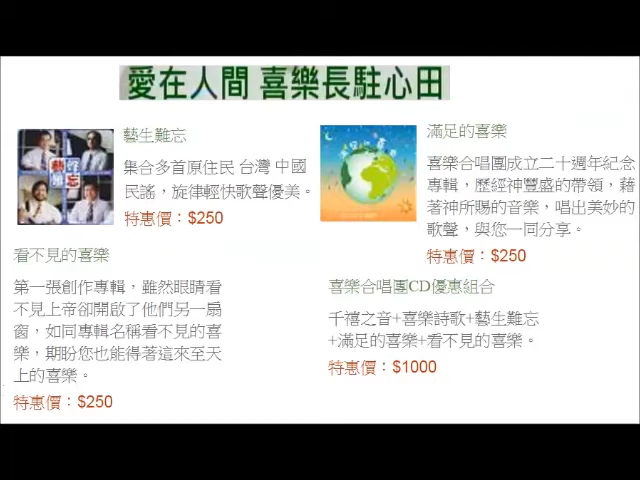 愛在人間 喜樂長駐心田
藝生難忘
集合多首原住民 台灣 中國
民謠，旋律輕快歌聲優美。
特惠價：$250
滿足的喜樂
喜樂合唱團成立二十週年紀念
專輯，歷經神豐盛的帶領，藉
著神所賜的音樂，唱出美妙的
歌聲，與您一同分享。
特惠價：$250
看不見的喜樂
第一張創作專輯，雖然眼睛看
不見上帝卻開啟了他們另一扇
窗，如同專輯名稱看不見的喜
樂，期盼您也能得著這來至天
上的喜樂。
特惠價：$250
喜樂合唱團CD優惠組合
千禧之音+喜樂詩歌+藝生難忘
+滿足的喜樂+看不見的喜樂。
特惠價：$1000